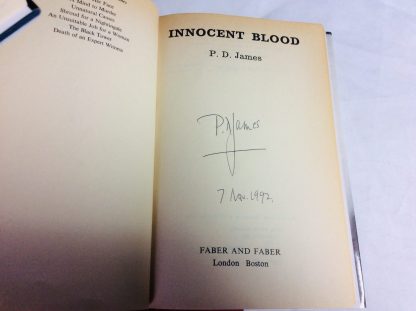 A Mind to Murder
Unnatural Causes
Shroud for a Nightingale
An Unsuitable Job for a Woman
The Black Tower
Death of an Expert Witness
INNOCENT BLOOD
P. D. James
P. D. James
7 Nov. 1992.
FABER AND FABER
London Boston